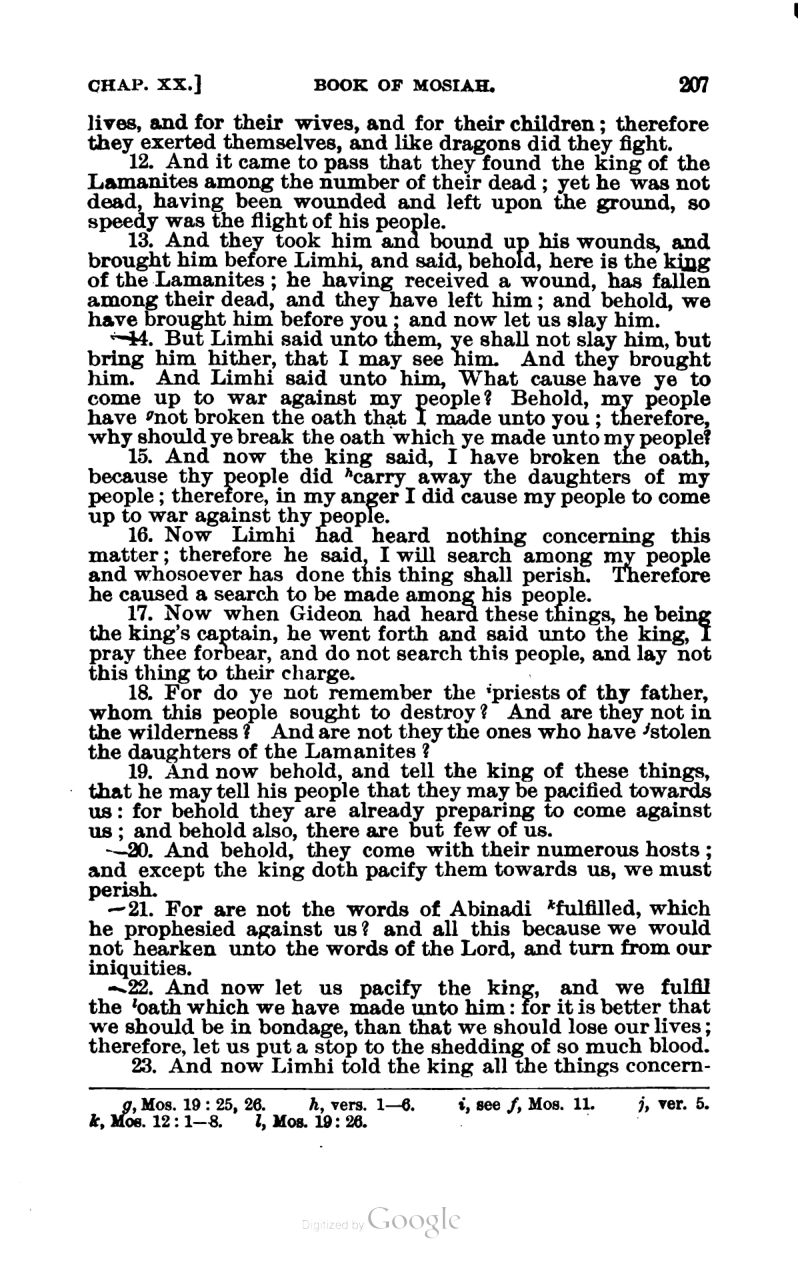 CHAP. XX.] BOOK OF MOSIAH. 207
lives, and for their wives, and for their children; therefore
they exerted themselves, and like dragons did they fight.
12. And it came to pass that they found the king of the
Lamanites among the number of their dead; yet he was not
dead, having been wounded and left upon the ground, so
speedy was the flight of his people.
13. And they took him and bound up his wounds, and
brought him before Limhi, and said, behold, here is the king
of the Lamanites; he having received a wound, has fallen
among their dead, and they have left him; and behold, we
have brought him before you; and now let us slay him.
14. But Limhi said unto them, ye shall not slay him, but
bring him hither, that I may see him. And they brought
him. And Limhi said unto him, What cause have ye to
come up to war against my people? Behold, my people
have gnot broken the oath that I made unto you; therefore,
why should ye break the oath which ye made unto my people?
15. And now the king said, I have broken the oath,
because thy people did hcarry away the daughters of my
people; therefore, in my anger I did cause my people to come
up to war against thy people.
16. Now Limhi had heard nothing concerning this
matter; therefore he said, I will search among my people
and whosoever has done this thing shall perish. Therefore
he caused a search to be made among his people.
17. Now when Gideon had heard these things, he being
the king's captain, he went forth and said unto the king, I
pray thee forbear, and do not search this people, and lay not
this thing to their charge.
18. For do ye not remember the ipriests of thy father,
whom this people sought to destroy? And are they not in
the wilderness? And are not they the ones who have jstolen
the daughters of the Lamanites?
19. And now behold, and tell the king of these things,
that he may tell his people that they may be pacified towards
us: for behold they are already preparing to come against
us; and behold also, there are but few of us.
—20. And behold, they come with their numerous hosts;
and except the king doth pacify them towards us, we must
perish.
—21. For are not the words of Abinadi kfulfilled, which
he prophesied against us? and all this because we would
not hearken unto the words of the Lord, and turn from our
iniquities.
—22. And now let us pacify the king, and we fulfil
the loath which we have made unto him: for it is better that
we should be in bondage, than that we should lose our lives;
therefore, let us put a stop to the shedding of so much blood.
23. And now Limhi told the king all the things concern-
g, Mos. 19: 25, 26. h, vers. 1—6. i, see f, Mos. 11. j, ver. 5.
k, Mos. 12: 1—8. l, Mos. 19: 26.
Digitized by Google